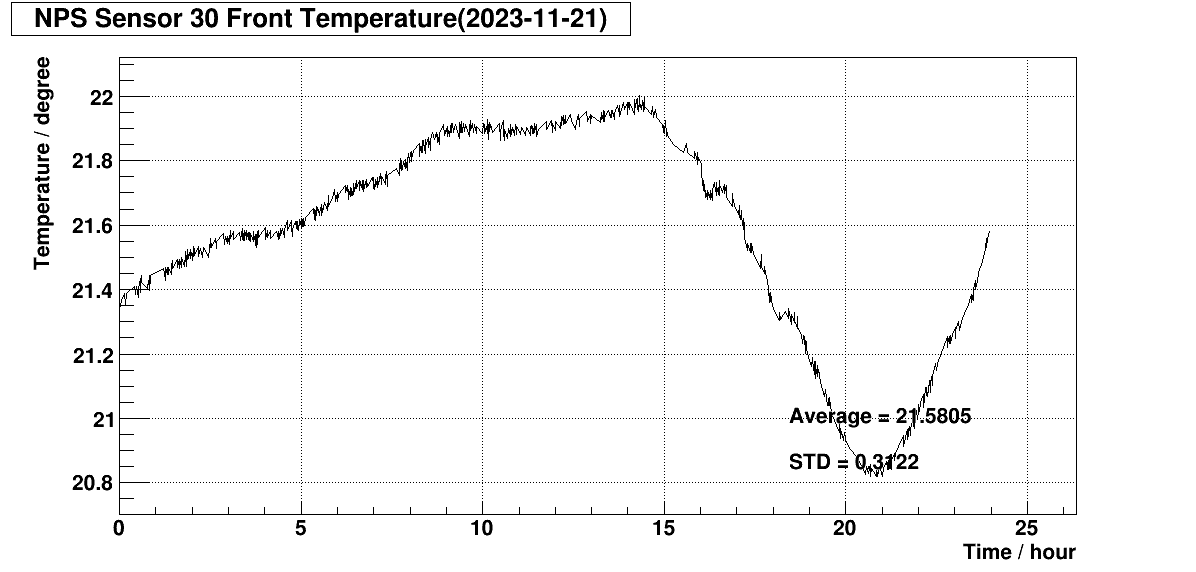 NPS Sensor 30 Front Temperature(2023-11-21)
Temperature / degree
22
21.8
21.6
21.4
21.2
21
20.8
Average = 21.5805
STD = 0.3122
0 5 10 15 20 25
Time / hour